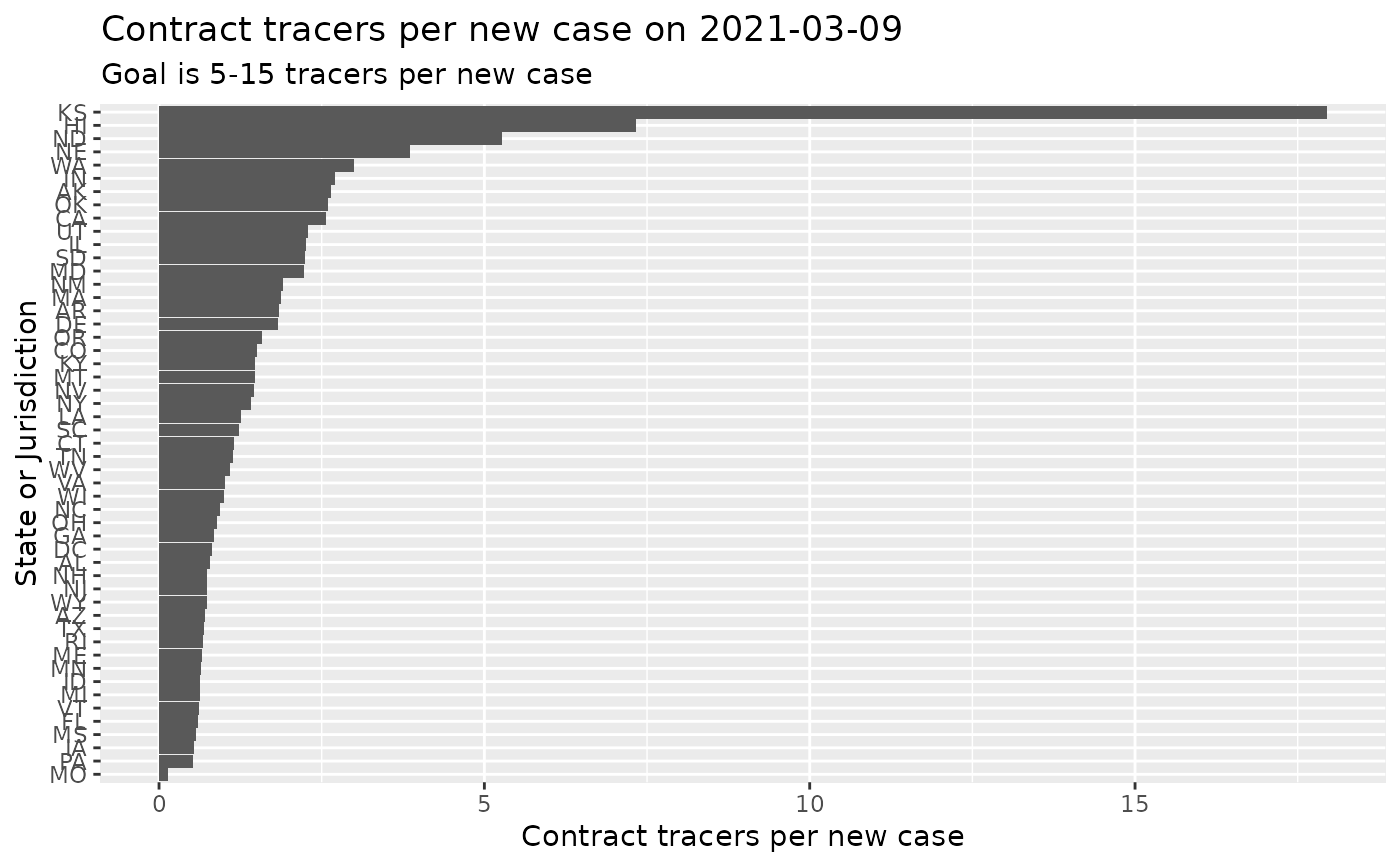 Contract tracers per new case on 2021-03-09
Goal is 5-15 tracers per new case
State or Jurisdiction
KS
HI
ND
NE
WA
IN
AK
OK
CA
UT
IL
SD
MD
NM
MA
AR
DE
OR
CO
KY
MT
NV
NY
LA
SC
CT
TN
WV
VA
WI
NC
OH
GA
DC
AL
NH
NJ
WY
AZ
TX
RI
ME
MN
ID
MI
VT
FL
MS
IA
PA
MO
0 5 10 15
Contract tracers per new case